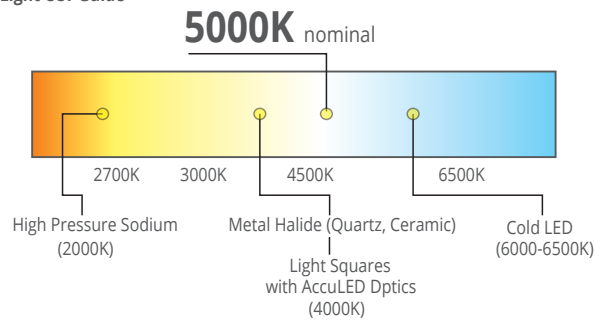 5000K nominal
2700K 3000K 4500K 6500K
High Pressure Sodium
(2000K)
Metal Halide (Quartz, Ceramic)
Light Squares
with AccuLED Dptics
(4000K)
Cold LED
(6000-6500K)